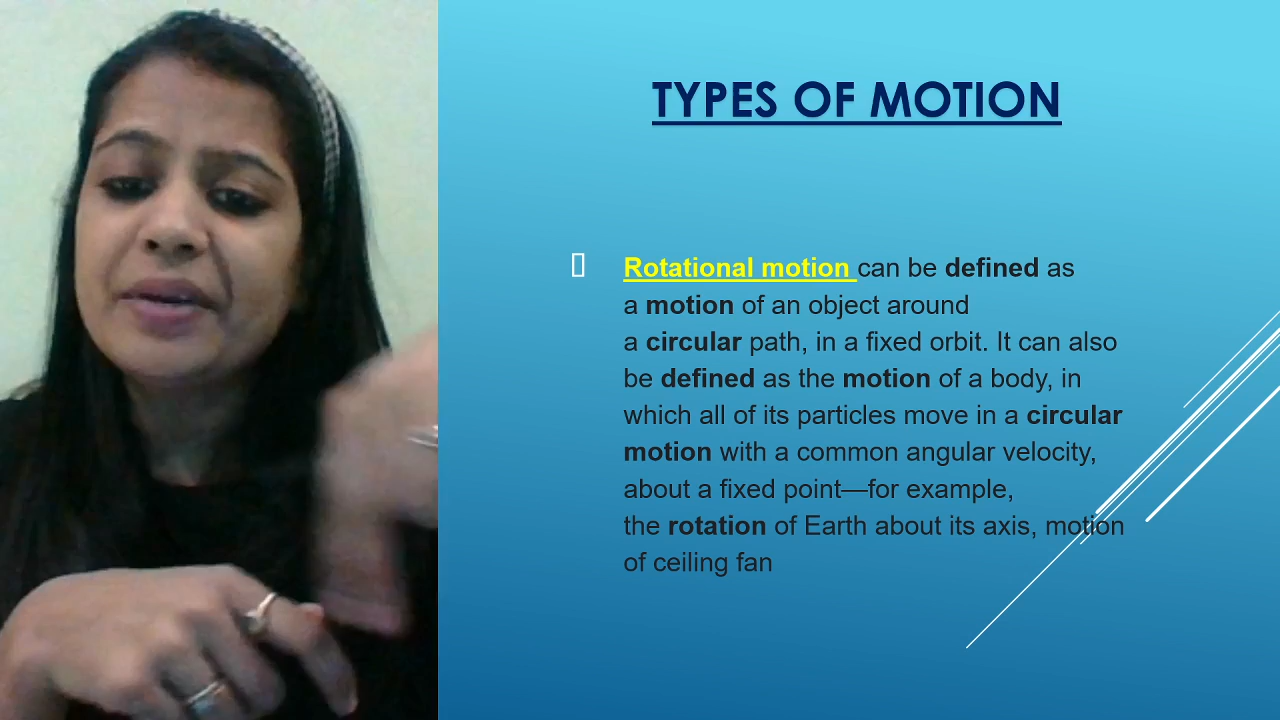 TYPES OF MOTION
Rotational motion can be defined as
a motion of an object around
a circular path, in a fixed orbit. It can also
be defined as the motion of a body, in
which all of its particles move in a circular
motion with a common angular velocity,
about a fixed point—for example,
the rotation of Earth about its axis, motion
of ceiling fan